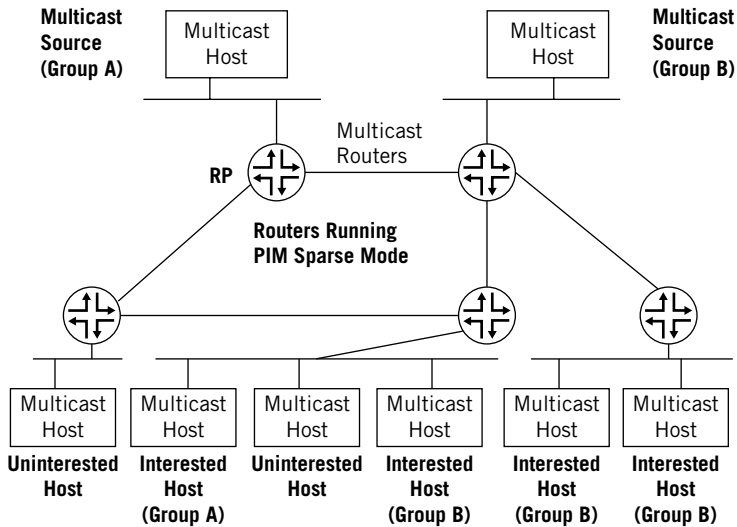 Multicast
Source
(Group A)
Multicast
Host
Multicast
Host
Multicast
Source
(Group B)
Multicast
Routers
RP
Routers Running
PIM Sparse Mode
Multicast
Host
Multicast
Host
Multicast
Host
Multicast
Host
Multicast
Host
Multicast
Host
Uninterested
Host
Interested
Host
(Group A)
Uninterested
Host
Interested
Host
(Group B)
Interested
Host
(Group B)
Interested
Host
(Group B)